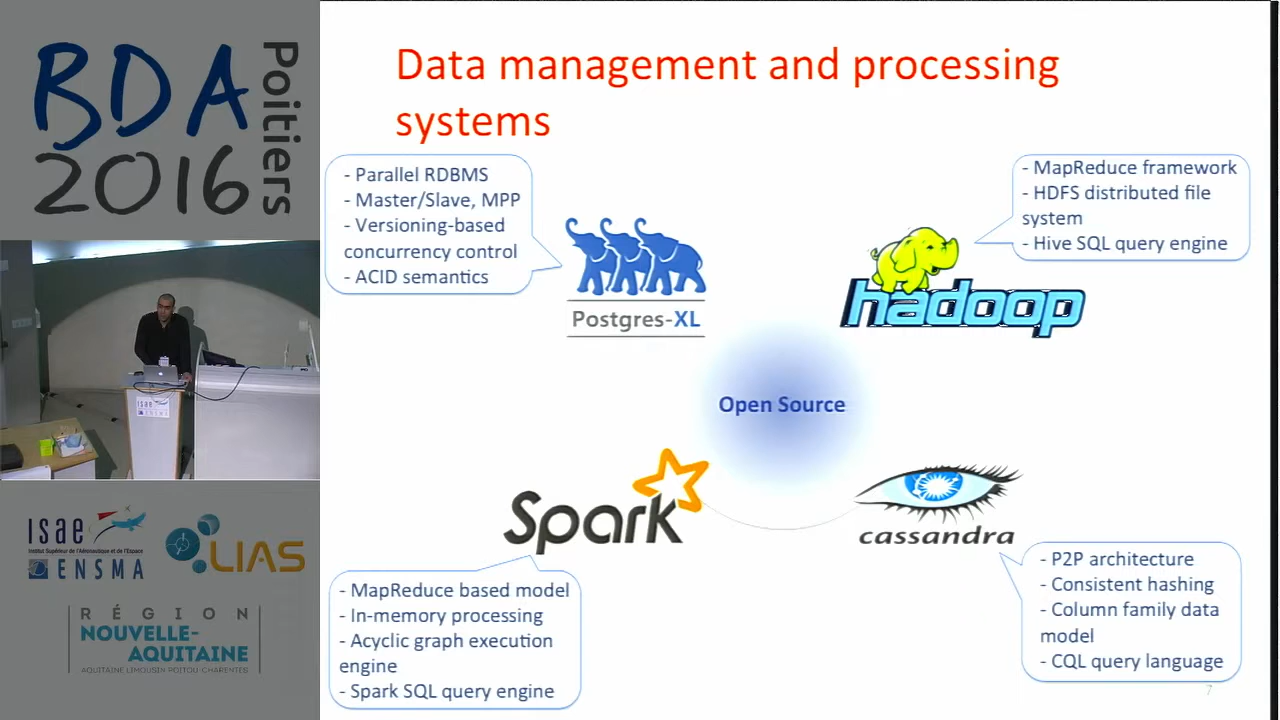 BDA
2016
Poitiers
isae
ENSMA
isae
Institut Supérieur de l'Aéronautique et de l'Espace
ENSMA
LIAS
RÉGION
NOUVELLE-
AQUITAINE
AQUITAINE LIMOUSIN POITOU-CHARENTES
Data management and processing
systems
- Parallel RDBMS
- Master/Slave, MPP
- Versioning-based
concurrency control
- ACID semantics
Postgres-XL
- MapReduce framework
- HDFS distributed file
system
- Hive SQL query engine
hadoop
Open Source
Spark
- MapReduce based model
- In-memory processing
- Acyclic graph execution
engine
- Spark SQL query engine
cassandra
- P2P architecture
- Consistent hashing
- Column family data
model
- CQL query language
7